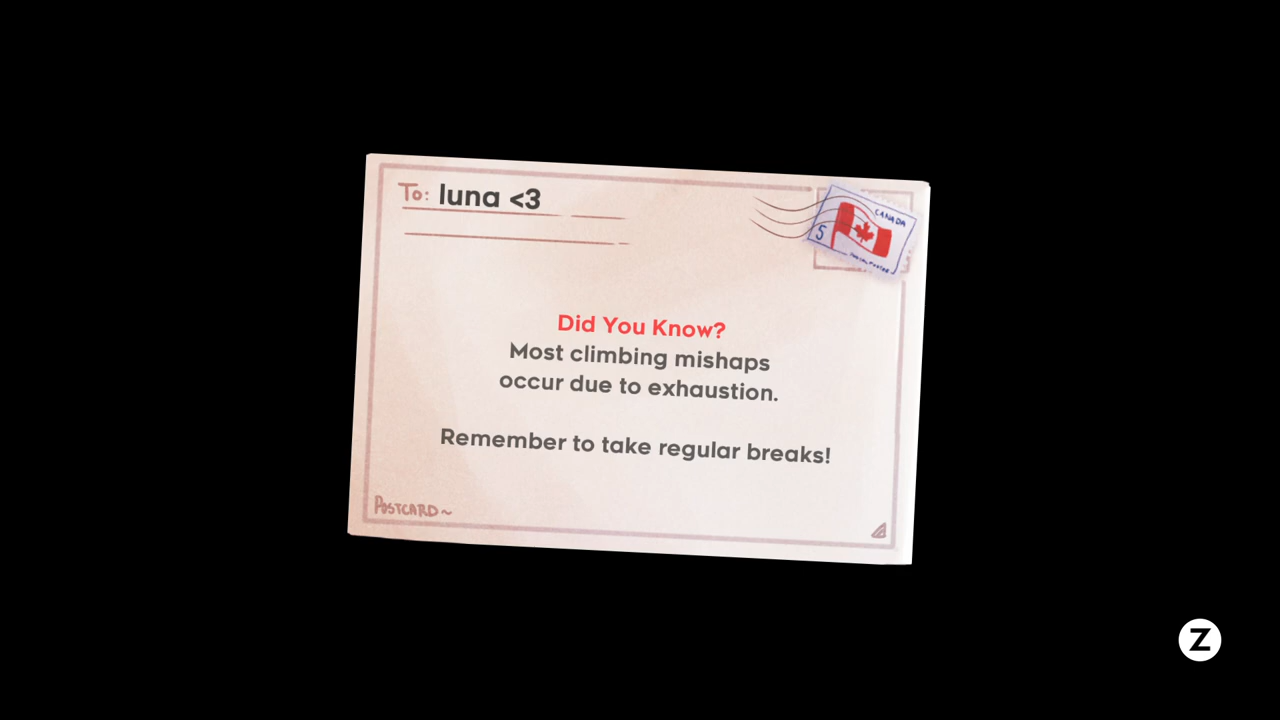 To: luna <3
CANADA
5
Did You Know?
Most climbing mishaps
occur due to exhaustion.
Remember to take regular breaks!
POSTCARD~
Z